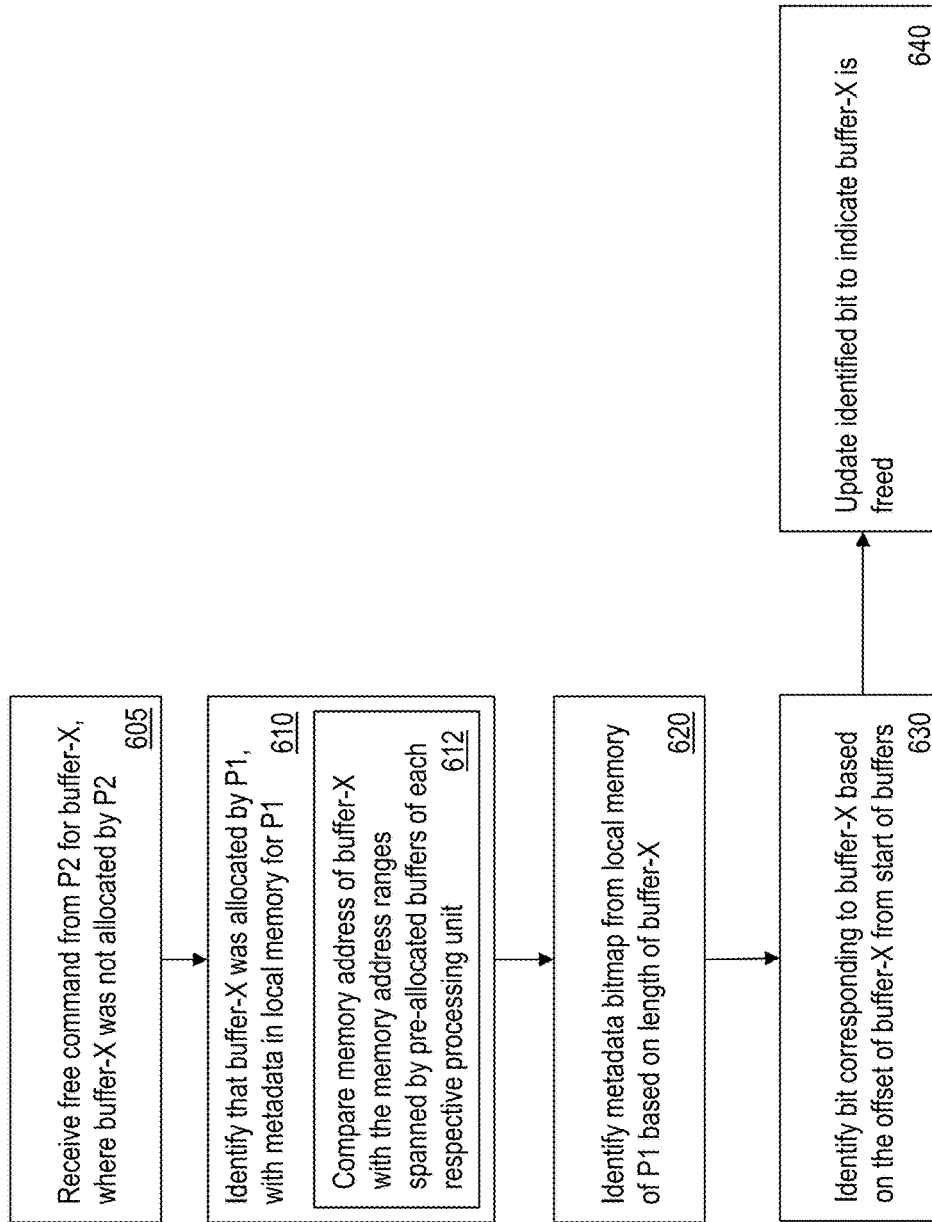 Receive free command from P2 for buffer-X,
where buffer-X was not allocated by P2
605
Identify that buffer-X was allocated by P1,
with metadata in local memory for P1
610
Compare memory address of buffer-X
with the memory address ranges
spanned by pre-allocated buffers of each
respective processing unit
612
Identify metadata bitmap from local memory
of P1 based on length of buffer-X
620
Identify bit corresponding to buffer-X based
on the offset of buffer-X from start of buffers
630
Update identified bit to indicate buffer-X is
freed
640